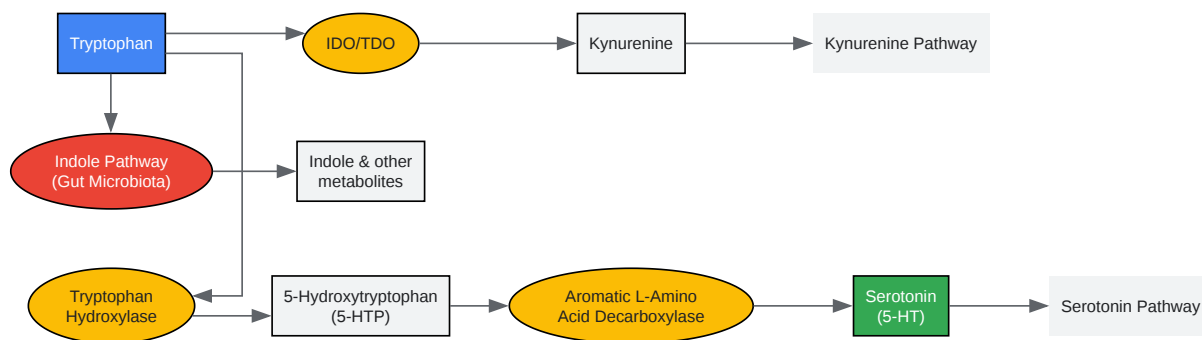 Tryptophan
IDO/TDO
Kynurenine
Kynurenine Pathway
Indole Pathway
(Gut Microbiota)
Indole & other
metabolites
Tryptophan
Hydroxylase
5-Hydroxytryptophan
(5-HTP)
Aromatic L-Amino
Acid Decarboxylase
Serotonin
(5-HT)
Serotonin Pathway